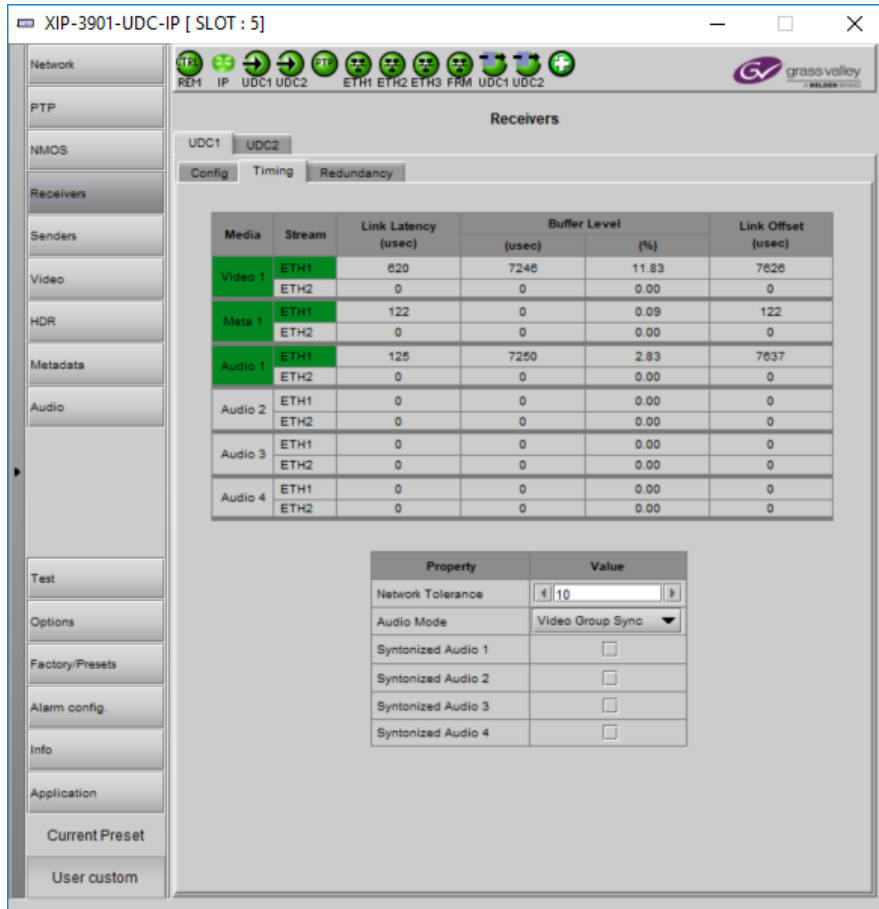 XIP-3901-UDC-IP [ SLOT : 5]
CTRL PTP
REM IP UDC1 UDC2 ETH1 ETH2 ETH3 FRM UDC1 UDC2
GV grass valley
A BELDEN BRAND
Network
PTP
NMOS
Receivers
Senders
Video
HDR
Metadata
Audio
Test
Options
Factory/Presets
Alarm config.
Info
Application
Current Preset
User custom
Receivers
UDC1 UDC2
Config Timing Redundancy
Media Stream Link Latency (usec) Buffer Level Link Offset (usec)
(usec) (%)
Video 1 ETH1 620 7246 11.83 7626
ETH2 0 0 0.00 0
Meta 1 ETH1 122 0 0.09 122
ETH2 0 0 0.00 0
Audio 1 ETH1 125 7250 2.83 7637
ETH2 0 0 0.00 0
Audio 2 ETH1 0 0 0.00 0
ETH2 0 0 0.00 0
Audio 3 ETH1 0 0 0.00 0
ETH2 0 0 0.00 0
Audio 4 ETH1 0 0 0.00 0
ETH2 0 0 0.00 0
Property Value
Network Tolerance 10
Audio Mode Video Group Sync
Syntonized Audio 1
Syntonized Audio 2
Syntonized Audio 3
Syntonized Audio 4